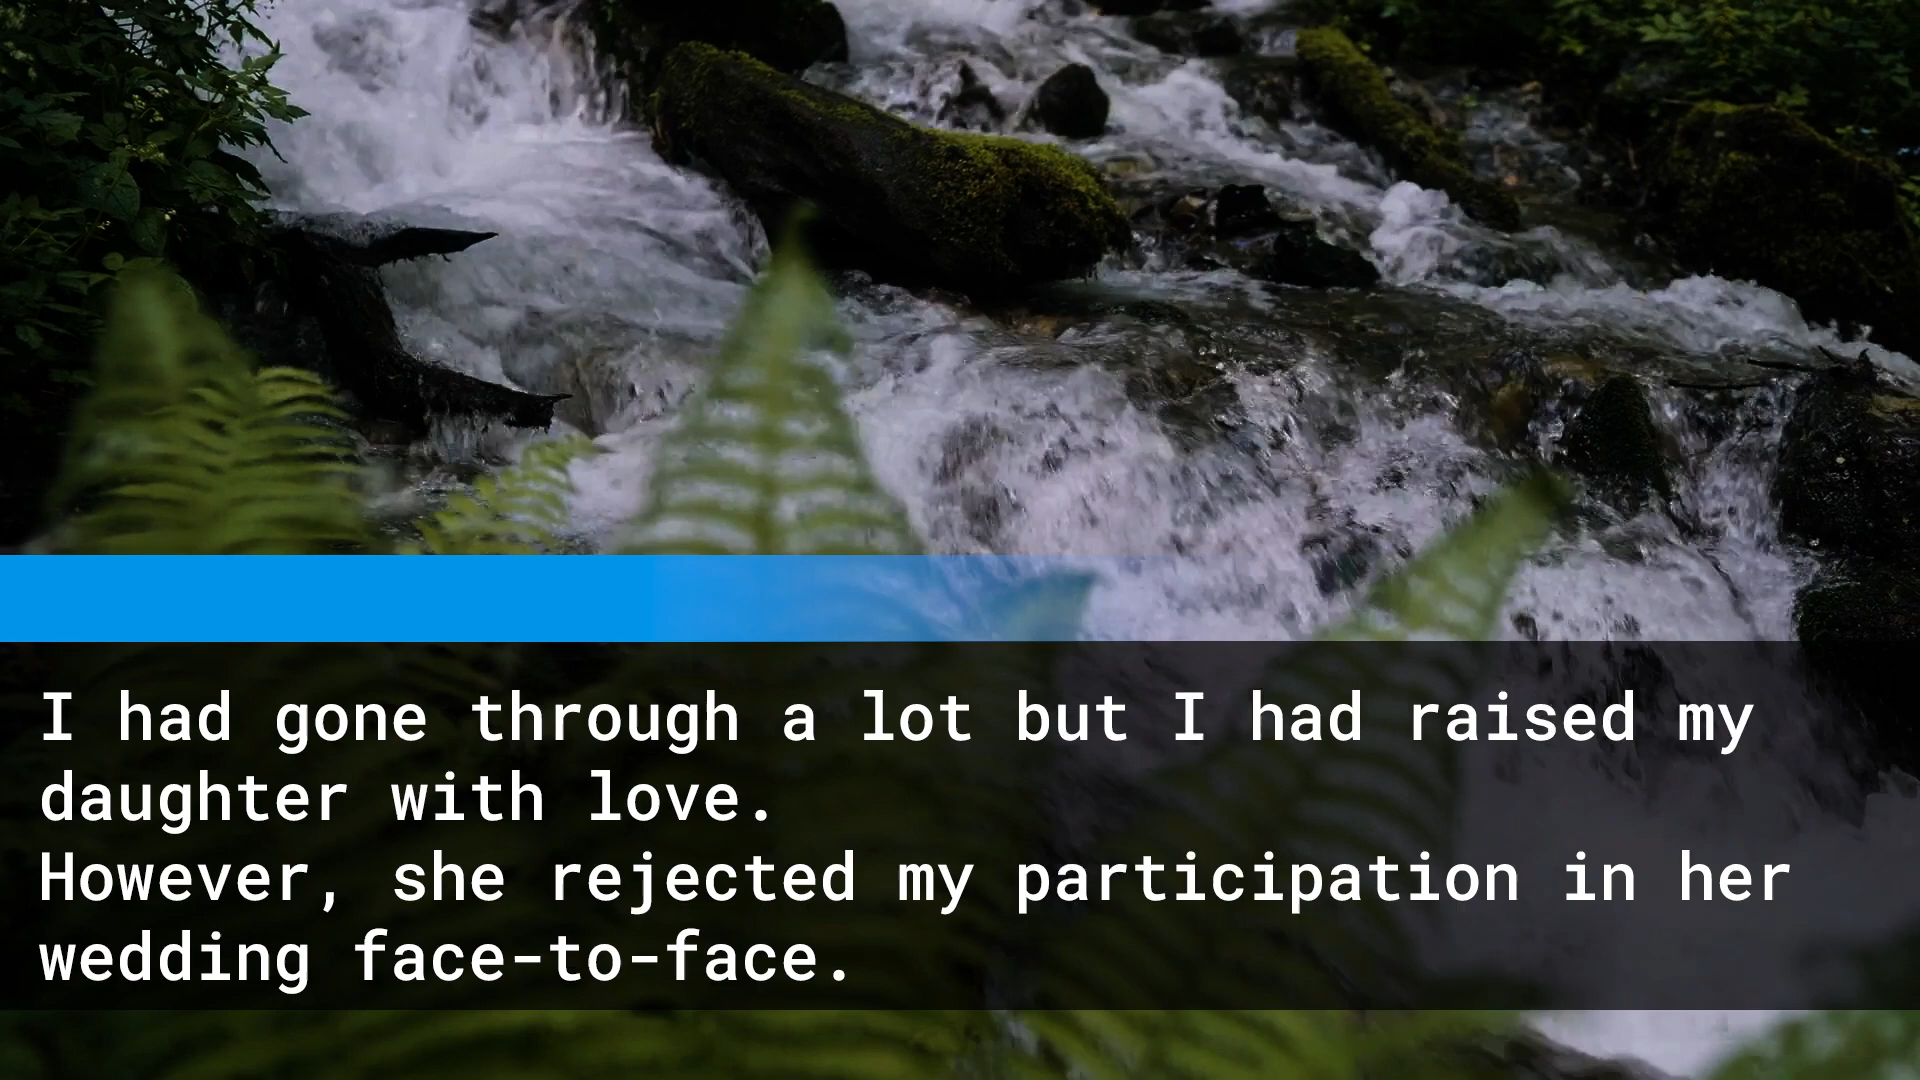 I had gone through a lot but I had raised my
daughter with love.
However, she rejected my participation in her
wedding face-to-face.